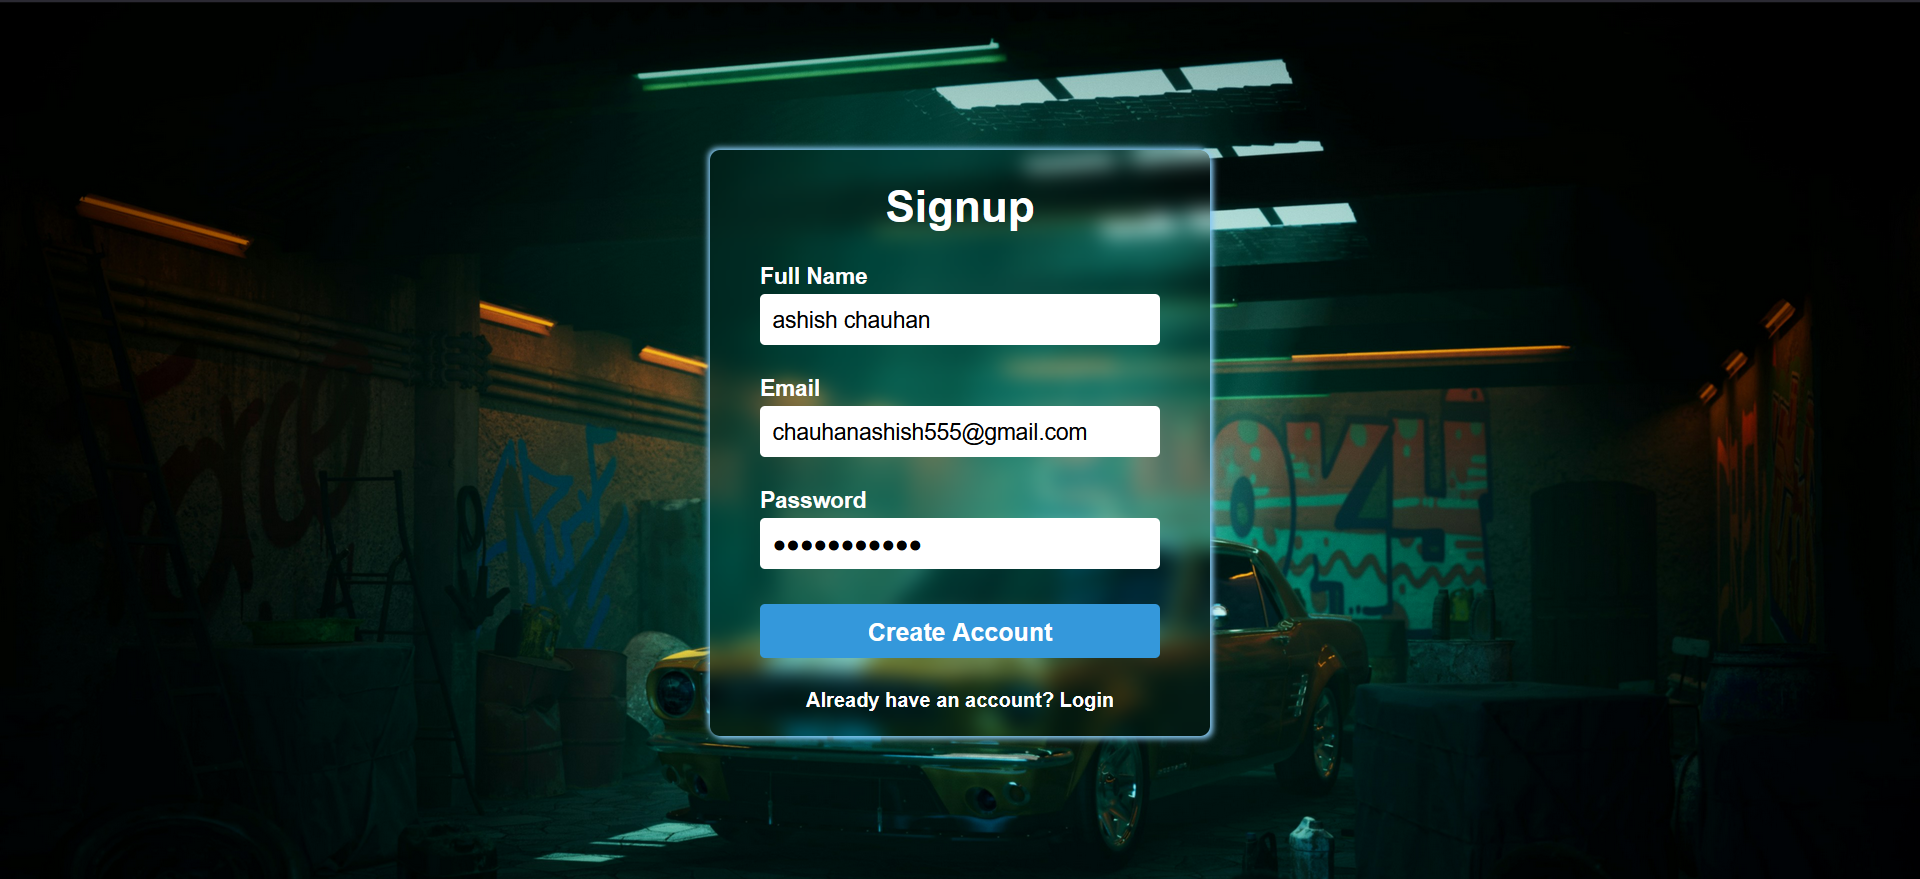 Signup
Full Name
ashish chauhan
Email
chauhanashish555@gmail.com
Password
●●●●●●●●●●●
Create Account
Already have an account? Login